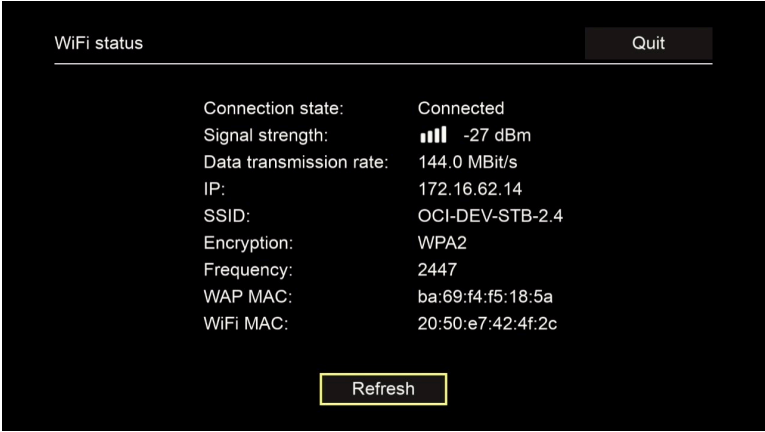 WiFi status Quit
Connection state: Connected
Signal strength: -27 dBm
Data transmission rate: 144.0 MBit/s
IP: 172.16.62.14
SSID: OCI-DEV-STB-2.4
Encryption: WPA2
Frequency: 2447
WAP MAC: ba:69:f4:f5:18:5a
WiFi MAC: 20:50:e7:42:4f:2c
Refresh